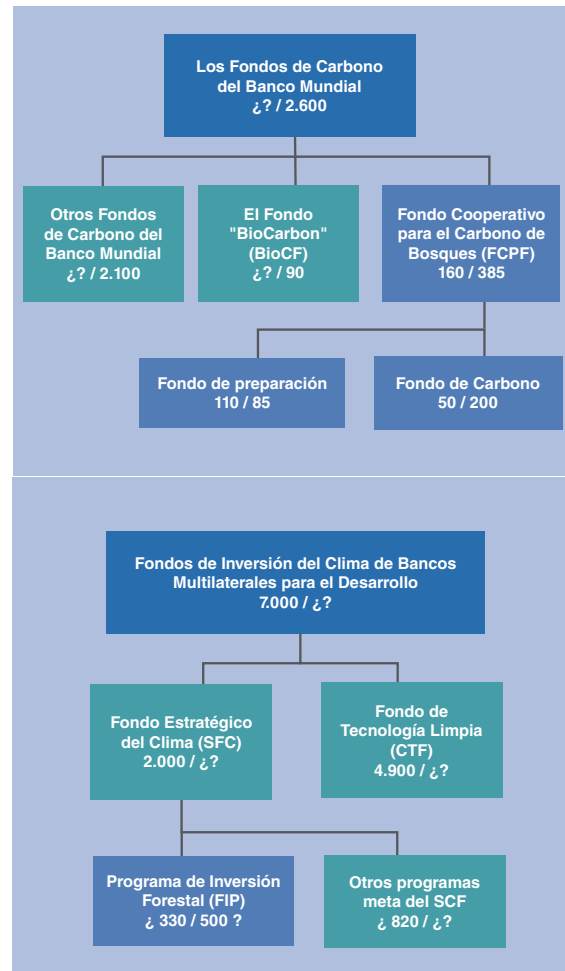 Los Fondos de Carbono
del Banco Mundial
¿? / 2.600
Otros Fondos
de Carbono del
Banco Mundial
¿? / 2.100
El Fondo
"BioCarbon"
(BioCF)
¿? / 90
Fondo Cooperativo
para el Carbono de
Bosques (FCPF)
160 / 385
Fondo de preparación
110 / 85
Fondo de Carbono
50 / 200
Fondos de Inversión del Clima de Bancos
Multilaterales para el Desarrollo
7.000 / ¿?
Fondo Estratégico
del Clima (SFC)
2.000 / ¿?
Fondo de
Tecnología Limpia
(CTF)
4.900 / ¿?
Programa de Inversión
Forestal (FIP)
¿ 330 / 500 ?
Otros programas
meta del SCF
¿ 820 / ¿?